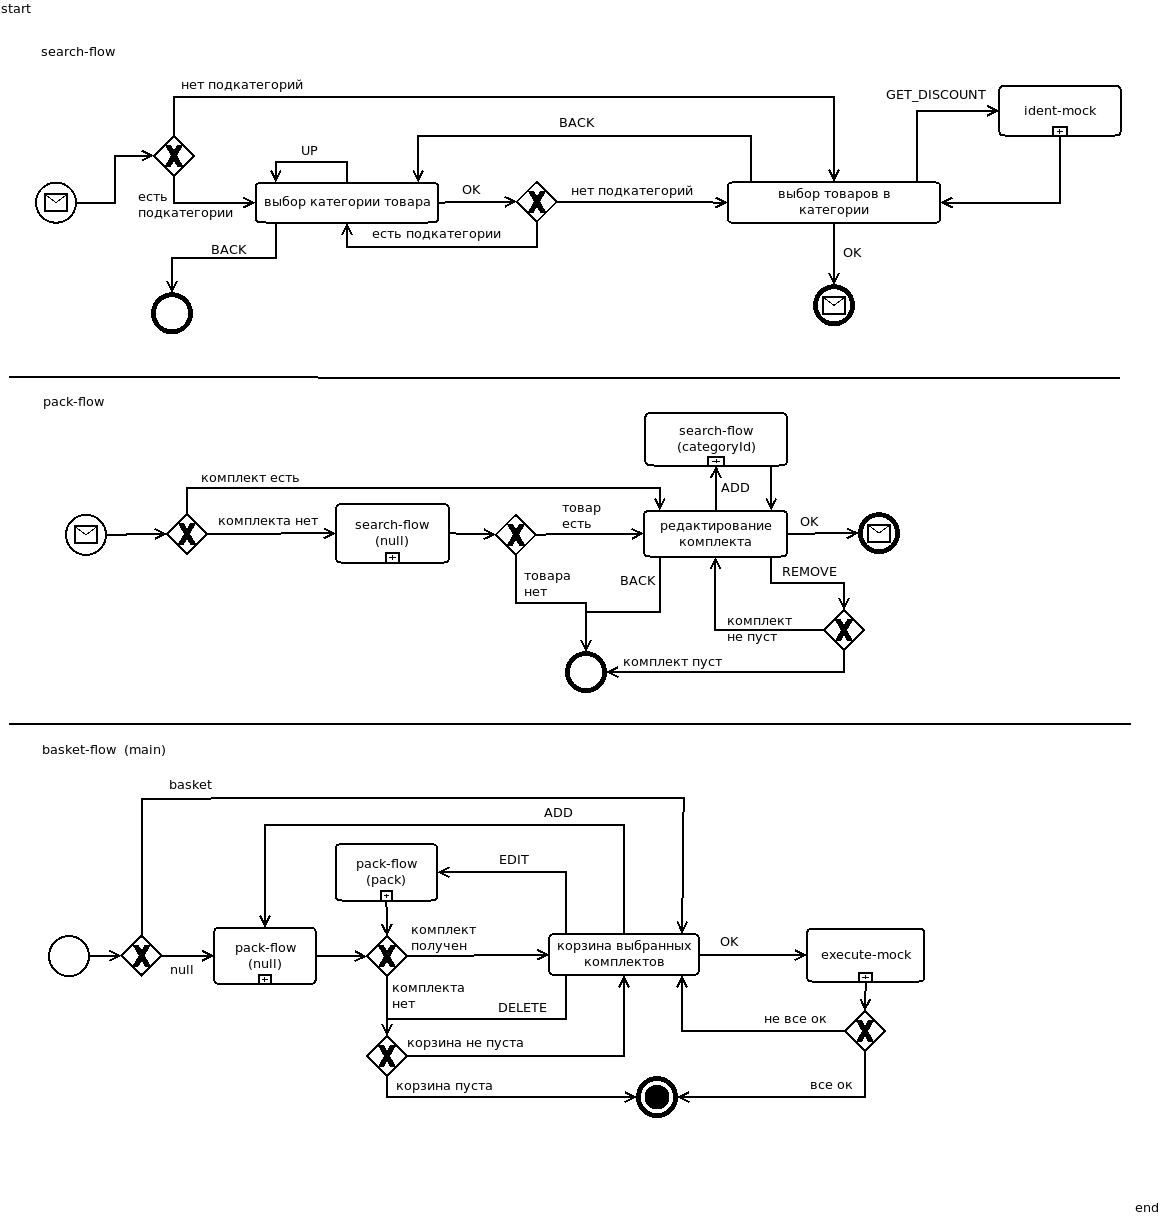 start
search-flow
нет подкатегорий
GET_DISCOUNT
ident-mock
BACK
UP
есть
подкатегории
выбор категории товара
OK
нет подкатегорий
выбор товаров в
категории
есть подкатегории
BACK
OK
pack-flow
search-flow
(categoryId)
комплект есть
ADD
комплекта нет
search-flow
(null)
товар
есть
редактирование
комплекта
OK
товара
нет
BACK
REMOVE
комплект
не пуст
комплект пуст
basket-flow (main)
basket
ADD
pack-flow
(pack)
EDIT
комплект
получен
null
pack-flow
(null)
корзина выбранных
комплектов
OK
execute-mock
комплекта
нет
DELETE
не все ок
корзина не пуста
корзина пуста
все ок
end